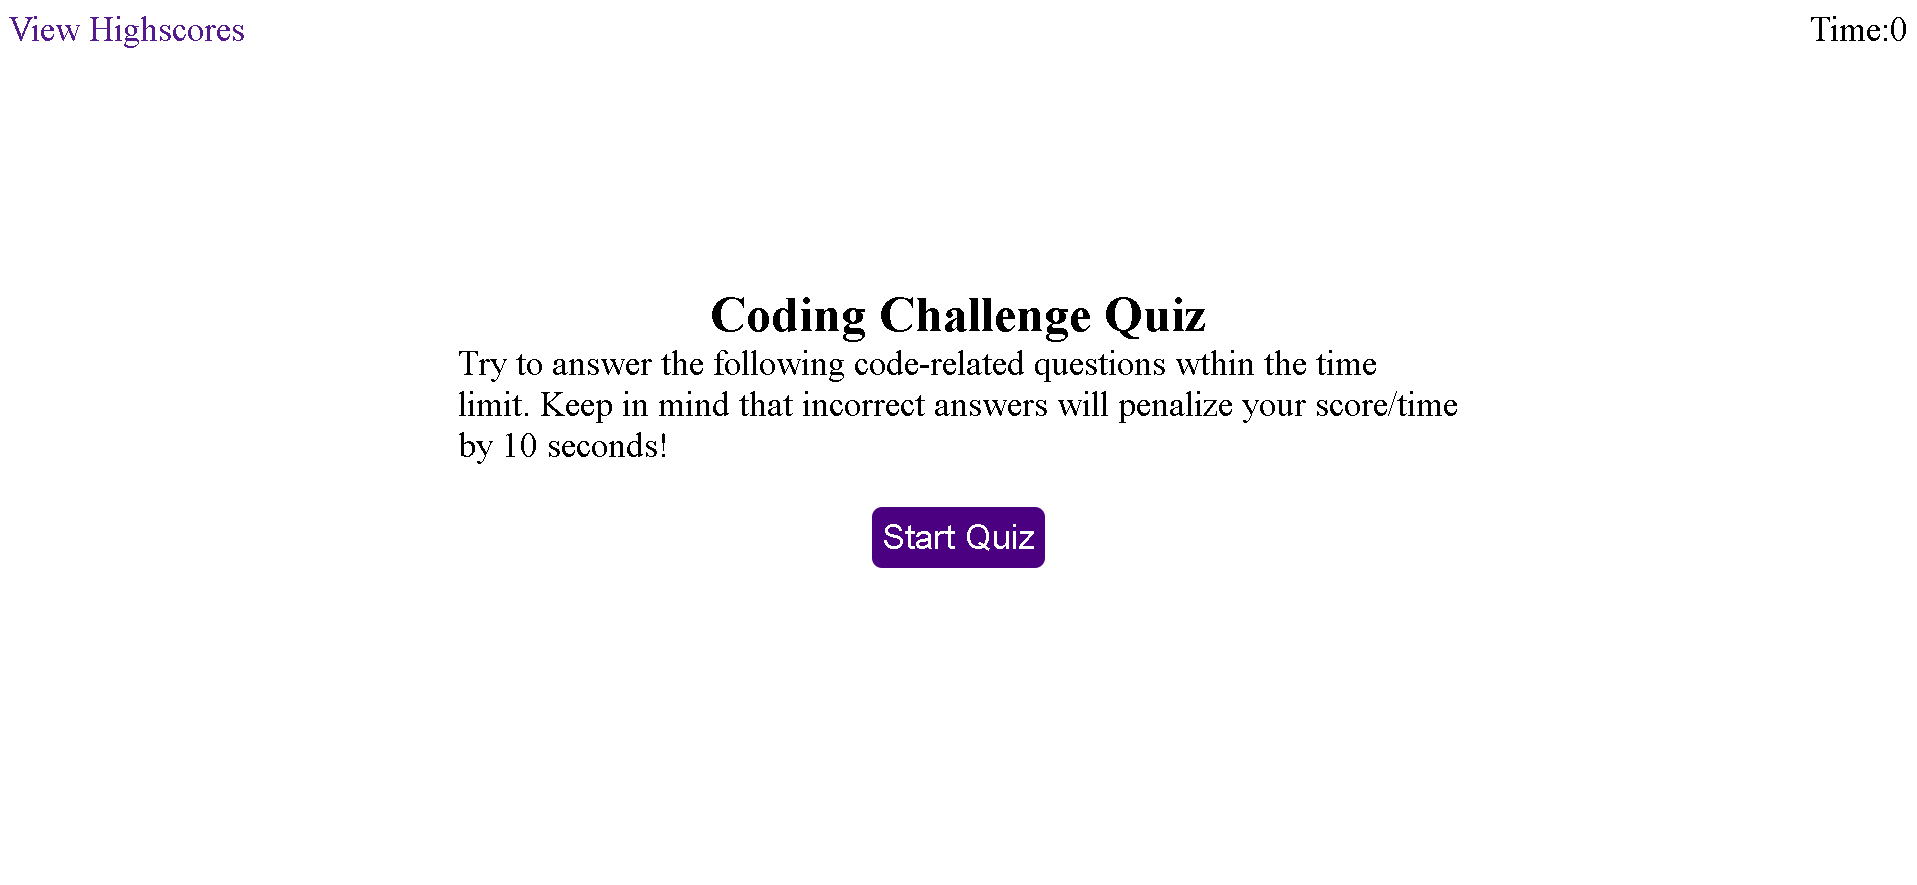 View Highscores
Time:0
Coding Challenge Quiz
Try to answer the following code-related questions wthin the time
limit. Keep in mind that incorrect answers will penalize your score/time
by 10 seconds!
Start Quiz